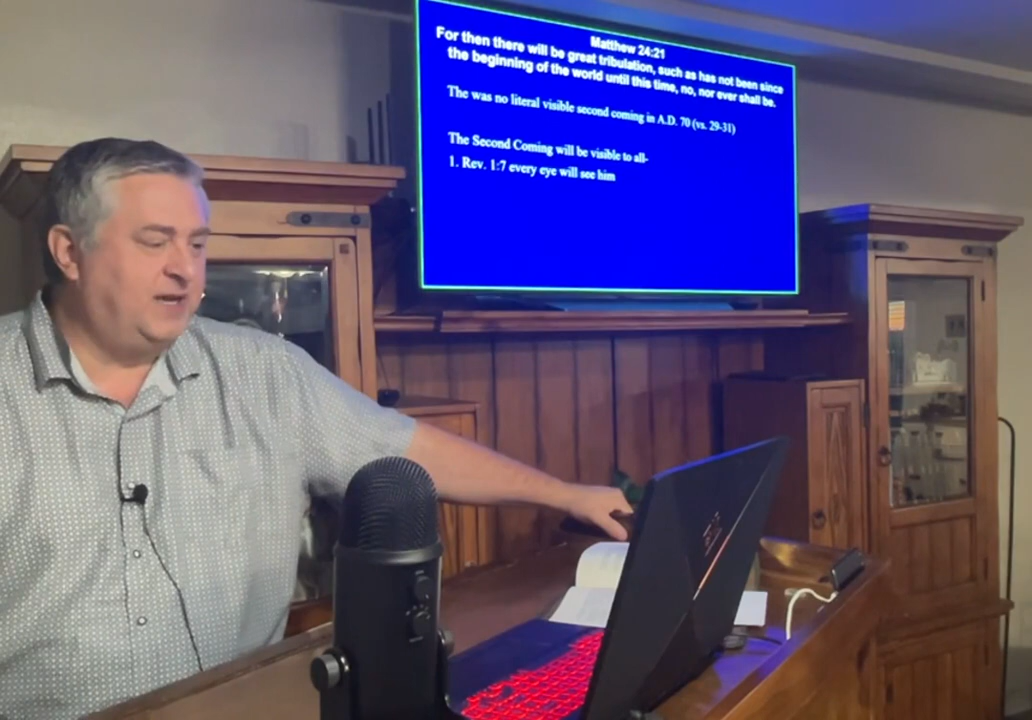 Matthew 24:21
For then there will be great tribulation, such as has not been since
the beginning of the world until this time, no, nor ever shall be.
The was no literal visible second coming in A.D. 70 (vs. 29-31)
The Second Coming will be visible to all-
1. Rev. 1:7 every eye will see him